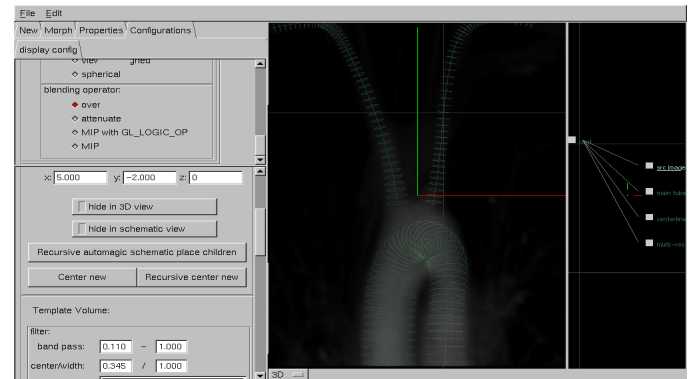 File Edit
New Morph Properties Configurations
display config
spherical
blending operator:
over
attenuate
MIP with GL_LOGIC_OP
MIP
x: 5.000 y: -2.000 z: 0
hide in 3D view
hide in schematic view
Recursive automagic schematic place children
Center new Recursive center new
Template Volume:
filter:
band pass: 0.110 - 1.000
center/width: 0.345 / 1.000
3D
src image
main tube
centerline
multi-res